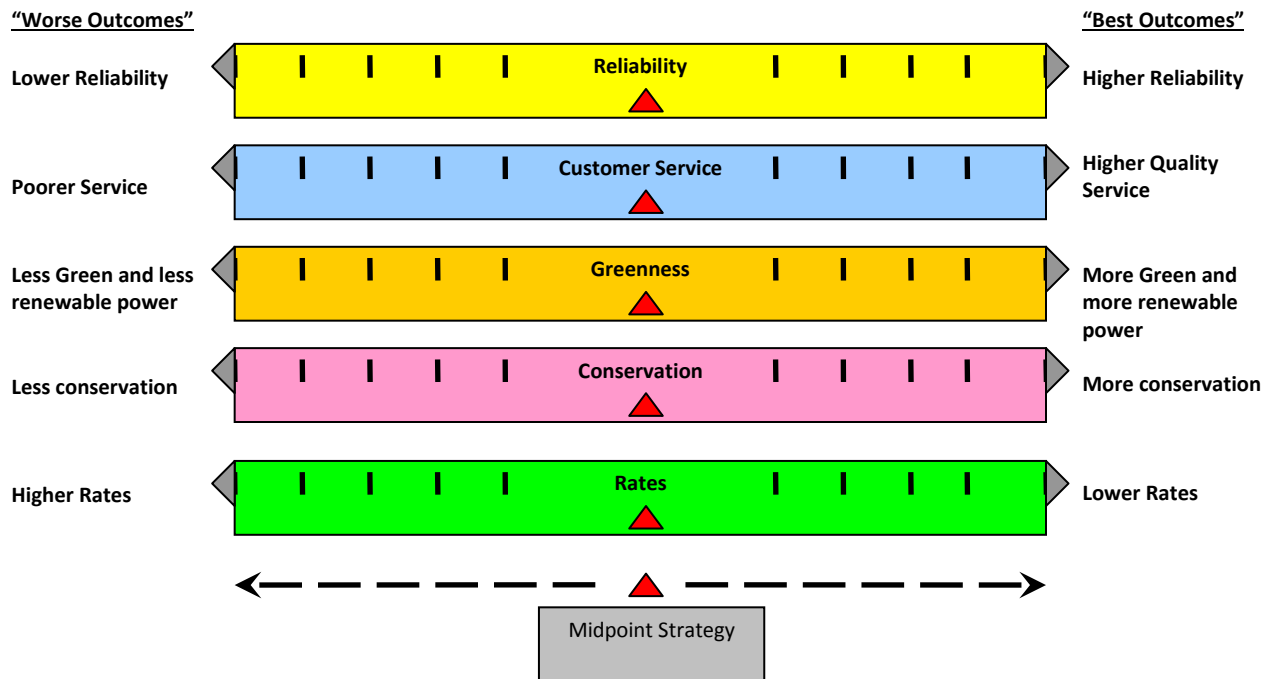 “Worse Outcomes”
“Best Outcomes”
Lower Reliability
Reliability
Higher Reliability
Poorer Service
Customer Service
Higher Quality
Service
Less Green and less
renewable power
Greenness
More Green and
more renewable
power
Less conservation
Conservation
More conservation
Higher Rates
Rates
Lower Rates
Midpoint Strategy